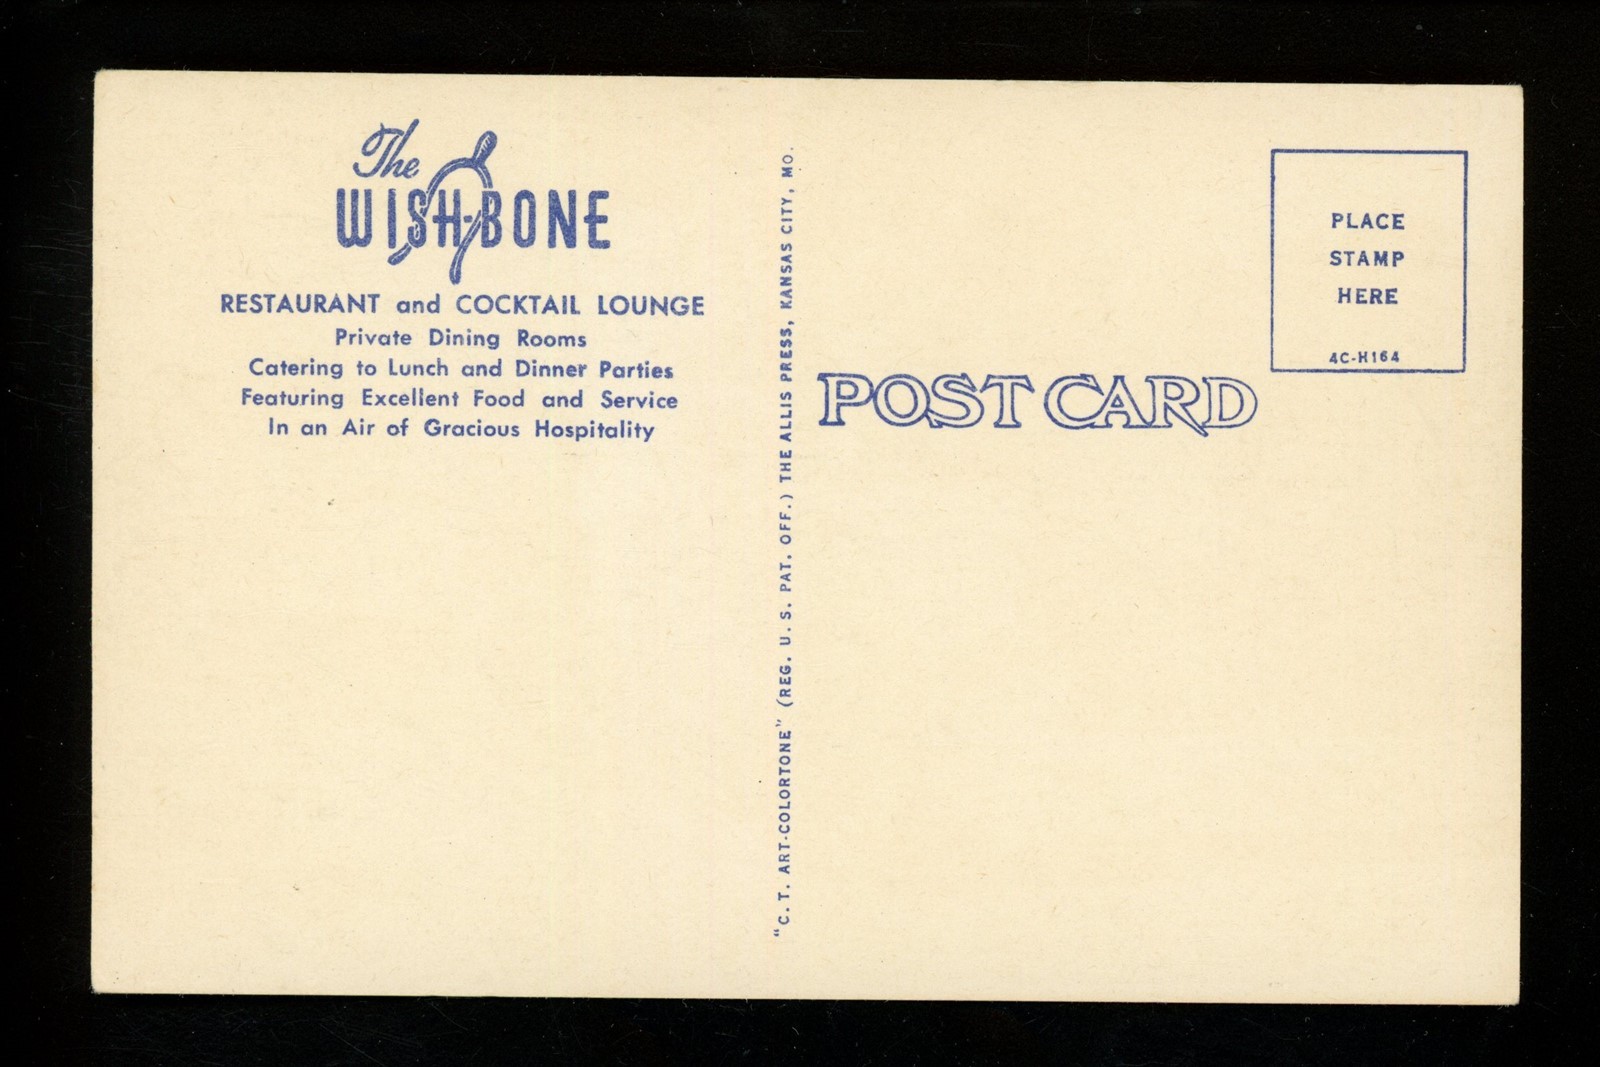 The
WISH-BONE
RESTAURANT and COCKTAIL LOUNGE
Private Dining Rooms
Catering to Lunch and Dinner Parties
Featuring Excellent Food and Service
In an Air of Gracious Hospitality
"C. T. ART-COLORTONE" (REG. U. S. PAT. OFF.) THE ALLIS PRESS, KANSAS CITY, MO.
POST CARD
PLACE
STAMP
HERE
4C-H164